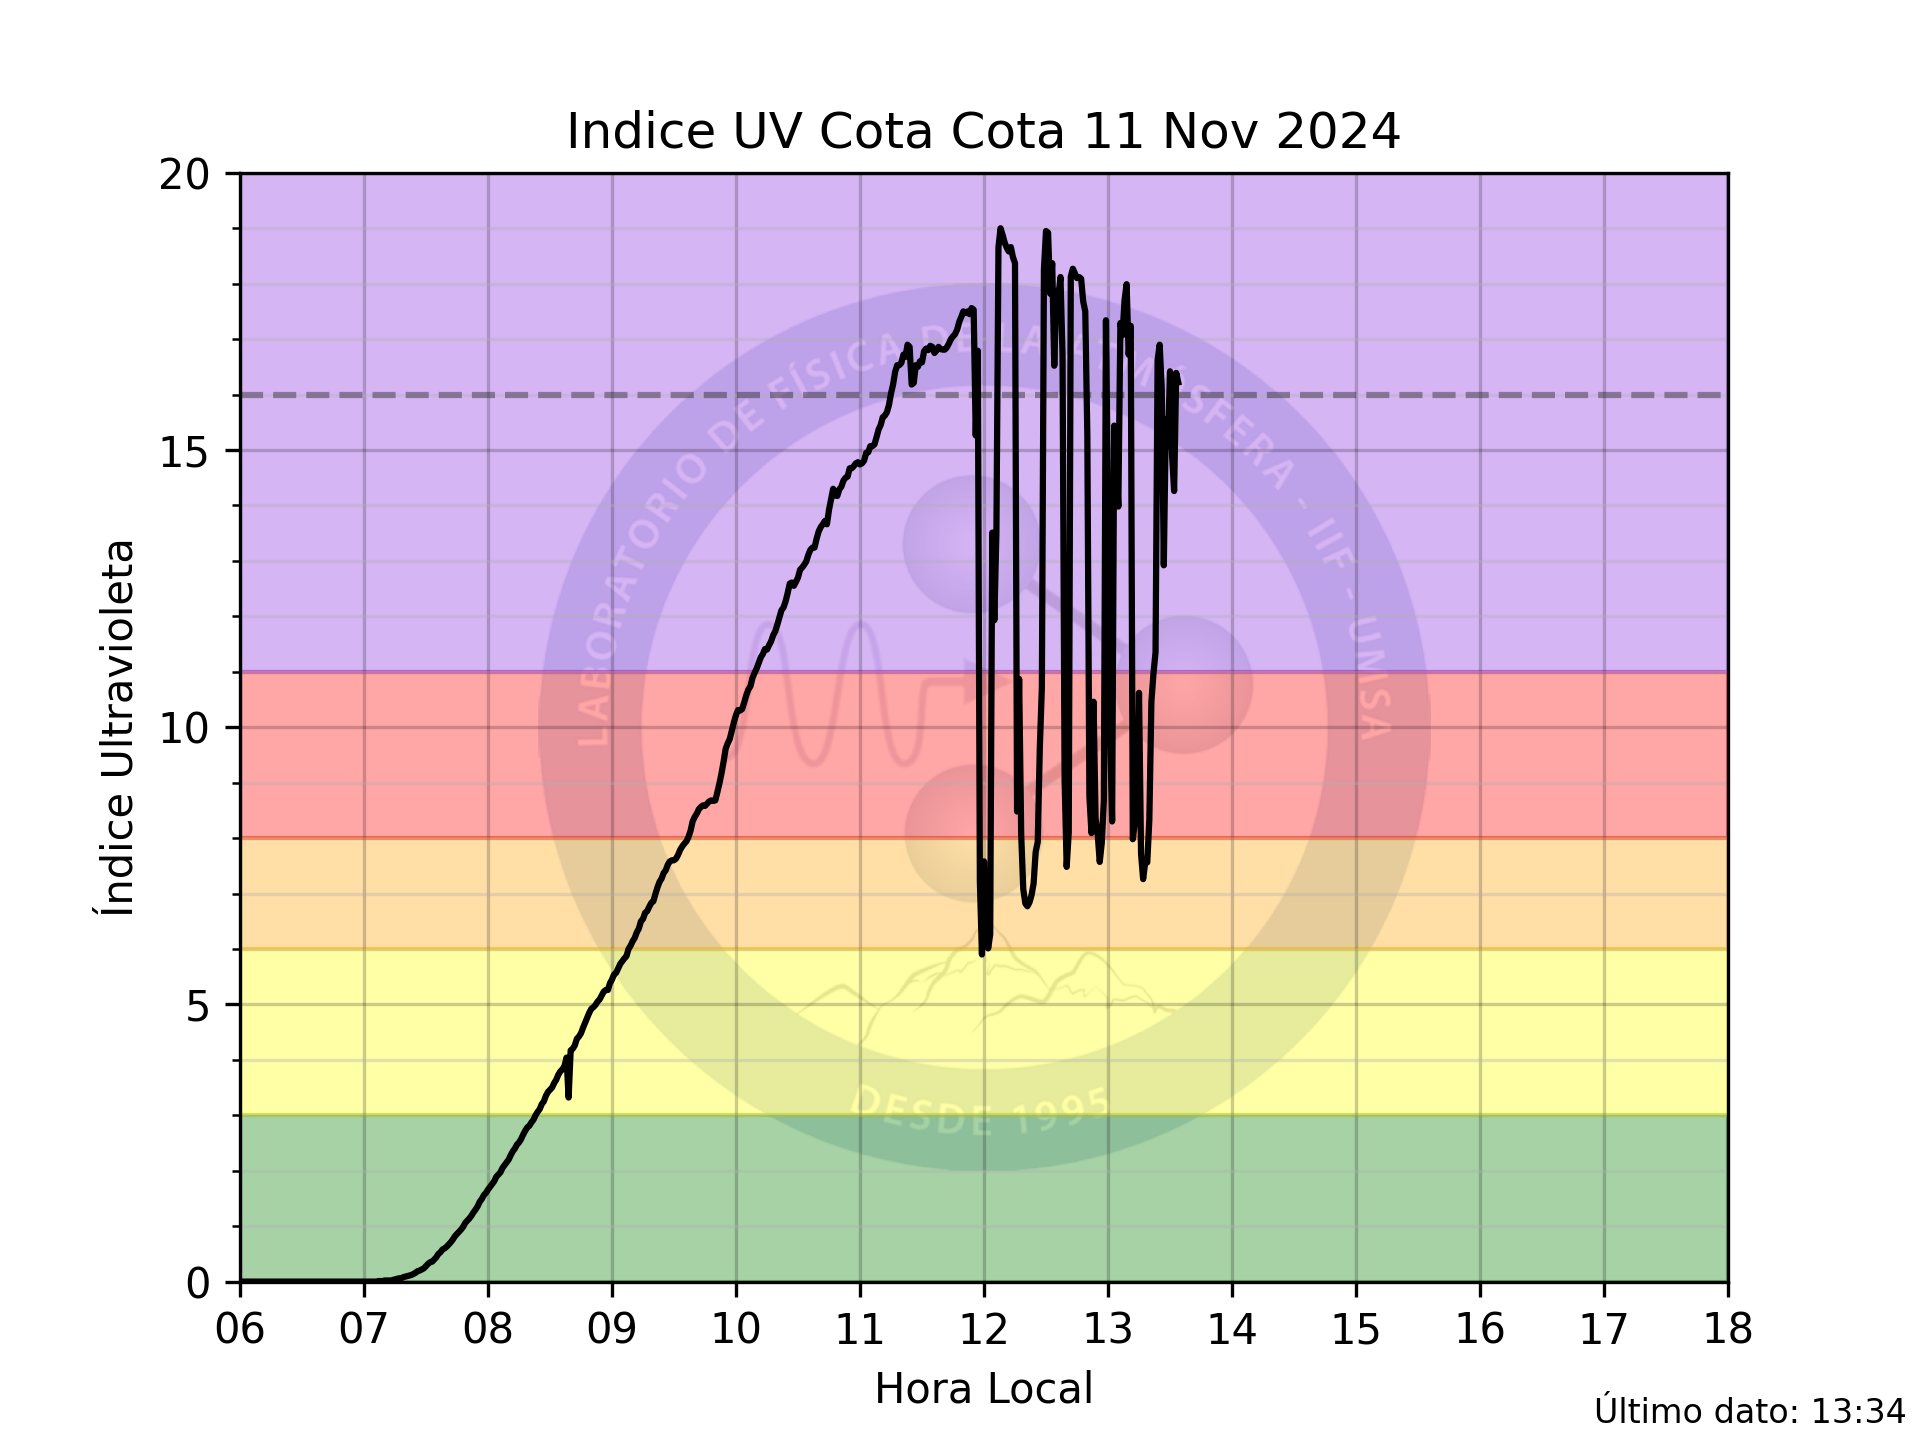 Indice UV Cota Cota 11 Nov 2024
20
15
10
5
0
Índice Ultravioleta
LABORATORIO DE FÍSICA DE LA ATMÓSFERA - IIF - UMSA
DESDE 1995
06 07 08 09 10 11 12 13 14 15 16 17 18
Hora Local
Último dato: 13:34